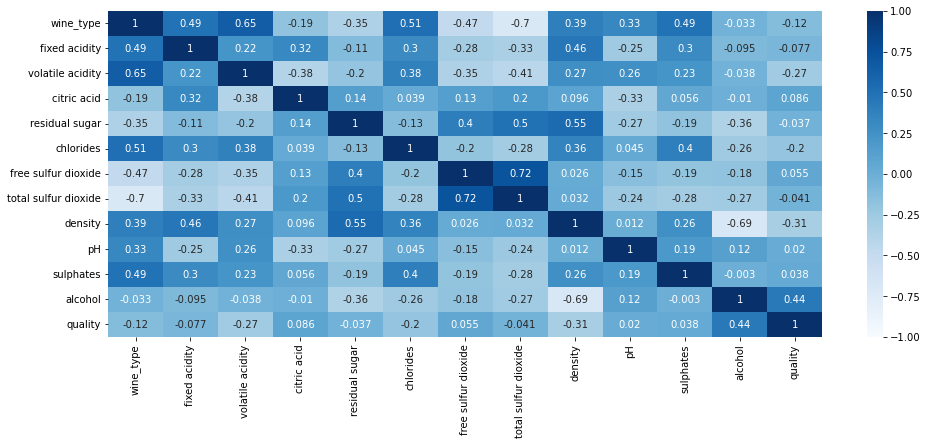 wine_type 1 0.49 0.65 -0.19 -0.35 0.51 -0.47 -0.7 0.39 0.33 0.49 -0.033 -0.12
fixed acidity 0.49 1 0.22 0.32 -0.11 0.3 -0.28 -0.33 0.46 -0.25 0.3 -0.095 -0.077
volatile acidity 0.65 0.22 1 -0.38 -0.2 0.38 -0.35 -0.41 0.27 0.26 0.23 -0.038 -0.27
citric acid -0.19 0.32 -0.38 1 0.14 0.039 0.13 0.2 0.096 -0.33 0.056 -0.01 0.086
residual sugar -0.35 -0.11 -0.2 0.14 1 -0.13 0.4 0.5 0.55 -0.27 -0.19 -0.36 -0.037
chlorides 0.51 0.3 0.38 0.039 -0.13 1 -0.2 -0.28 0.36 0.045 0.4 -0.26 -0.2
free sulfur dioxide -0.47 -0.28 -0.35 0.13 0.4 -0.2 1 0.72 0.026 -0.15 -0.19 -0.18 0.055
total sulfur dioxide -0.7 -0.33 -0.41 0.2 0.5 -0.28 0.72 1 0.032 -0.24 -0.28 -0.27 -0.041
density 0.39 0.46 0.27 0.096 0.55 0.36 0.026 0.032 1 0.012 0.26 -0.69 -0.31
pH 0.33 -0.25 0.26 -0.33 -0.27 0.045 -0.15 -0.24 0.012 1 0.19 0.12 0.02
sulphates 0.49 0.3 0.23 0.056 -0.19 0.4 -0.19 -0.28 0.26 0.19 1 -0.003 0.038
alcohol -0.033 -0.095 -0.038 -0.01 -0.36 -0.26 -0.18 -0.27 -0.69 0.12 -0.003 1 0.44
quality -0.12 -0.077 -0.27 0.086 -0.037 -0.2 0.055 -0.041 -0.31 0.02 0.038 0.44 1
wine_type
fixed acidity
volatile acidity
citric acid
residual sugar
chlorides
free sulfur dioxide
total sulfur dioxide
density
pH
sulphates
alcohol
quality
1.00
0.75
0.50
0.25
0.00
−0.25
−0.50
−0.75
−1.00